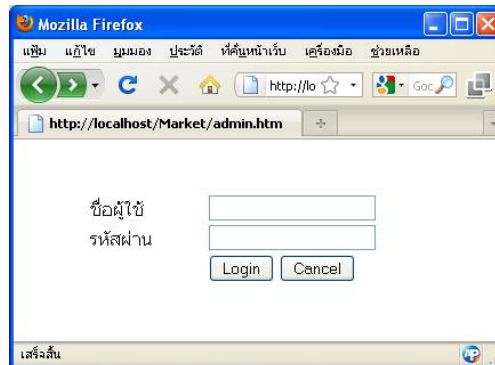 Mozilla Firefox
แฟ้ม แก้ไข มุมมอง ประวัติ ที่คั่นหน้าเว็บ เครื่องมือ ช่วยเหลือ
http://lo Goc
http://localhost/Market/admin.htm
ชื่อผู้ใช้
รหัสผ่าน
Login Cancel
เสร็จสิ้น